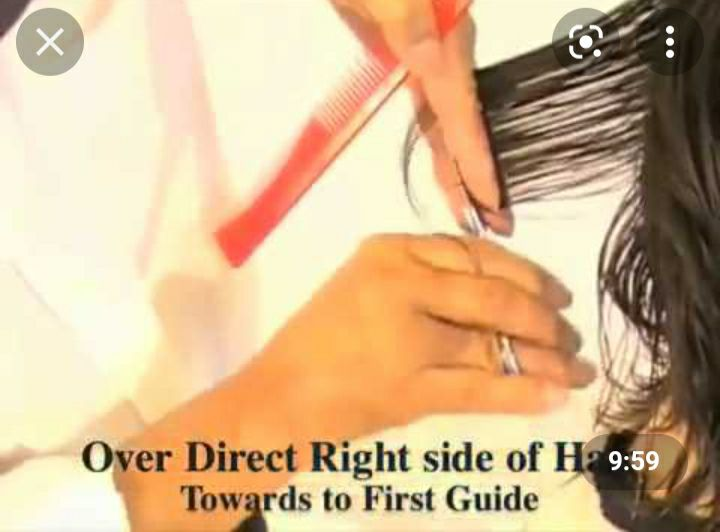 Over Direct Right side of
9:59
Towards to First Guide